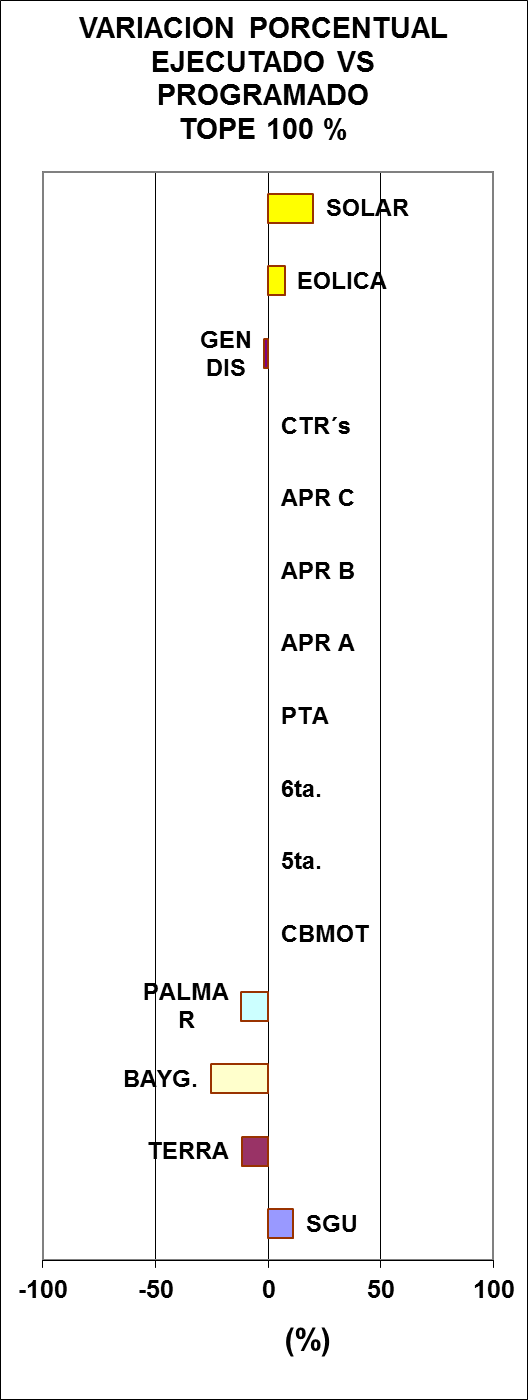 VARIACION PORCENTUAL
EJECUTADO VS
PROGRAMADO
TOPE 100 %
SOLAR
EOLICA
GEN
DIS
CTR´s
APR C
APR B
APR A
PTA
6ta.
5ta.
CBMOT
PALMA
R
BAYG.
TERRA
SGU
-100 -50 0 50 100
(%)